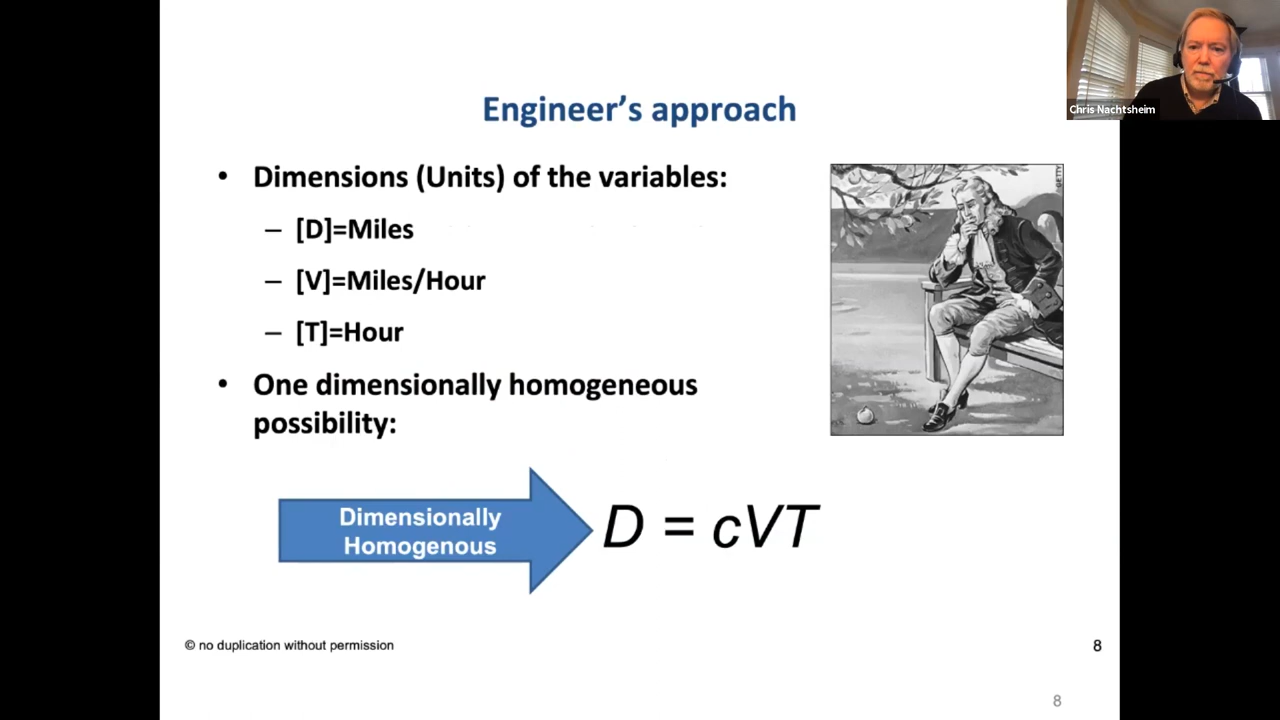 Chris Nachtsheim
Engineer's approach
• Dimensions (Units) of the variables:
– [D]=Miles
– [V]=Miles/Hour
– [T]=Hour
• One dimensionally homogeneous
possibility:
GETTY
Dimensionally
Homogenous
D = cVT
© no duplication without permission
8
8